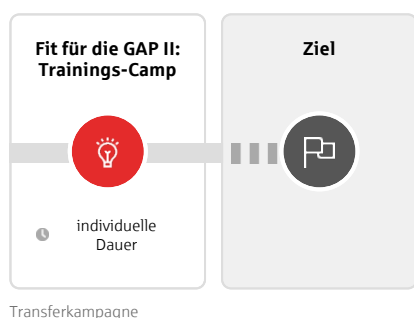 Fit für die GAP II:
Trainings-Camp
Ziel
individuelle
Dauer
Transferkampagne